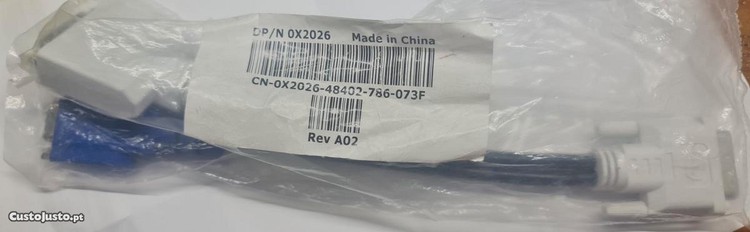 DP/N 0X2026 Made in China
CN-0X2026-48402-786-073F
Rev A02
CustoJusto.pt